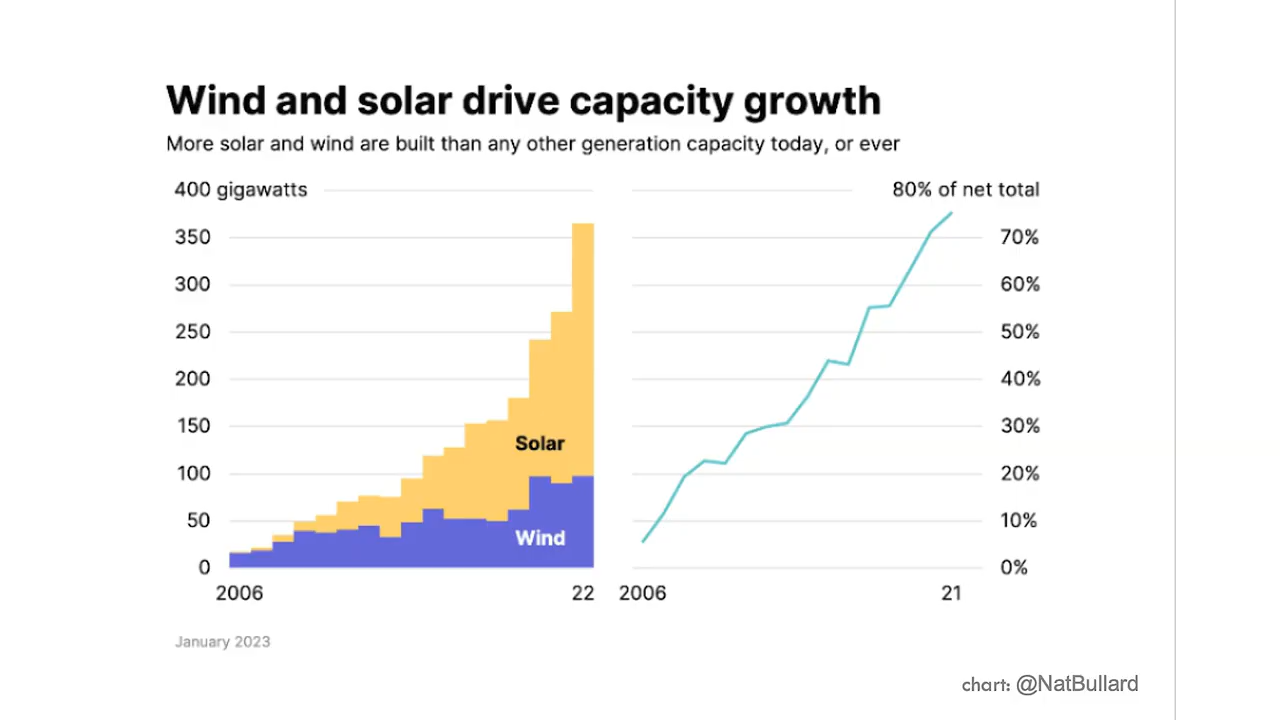 Wind and solar drive capacity growth
More solar and wind are built than any other generation capacity today, or ever
400 gigawatts
350
300
250
200
150
100
50
0
Solar
Wind
2006
22
80% of net total
70%
60%
50%
40%
30%
20%
10%
0%
2006
21
January 2023
chart: @NatBullard